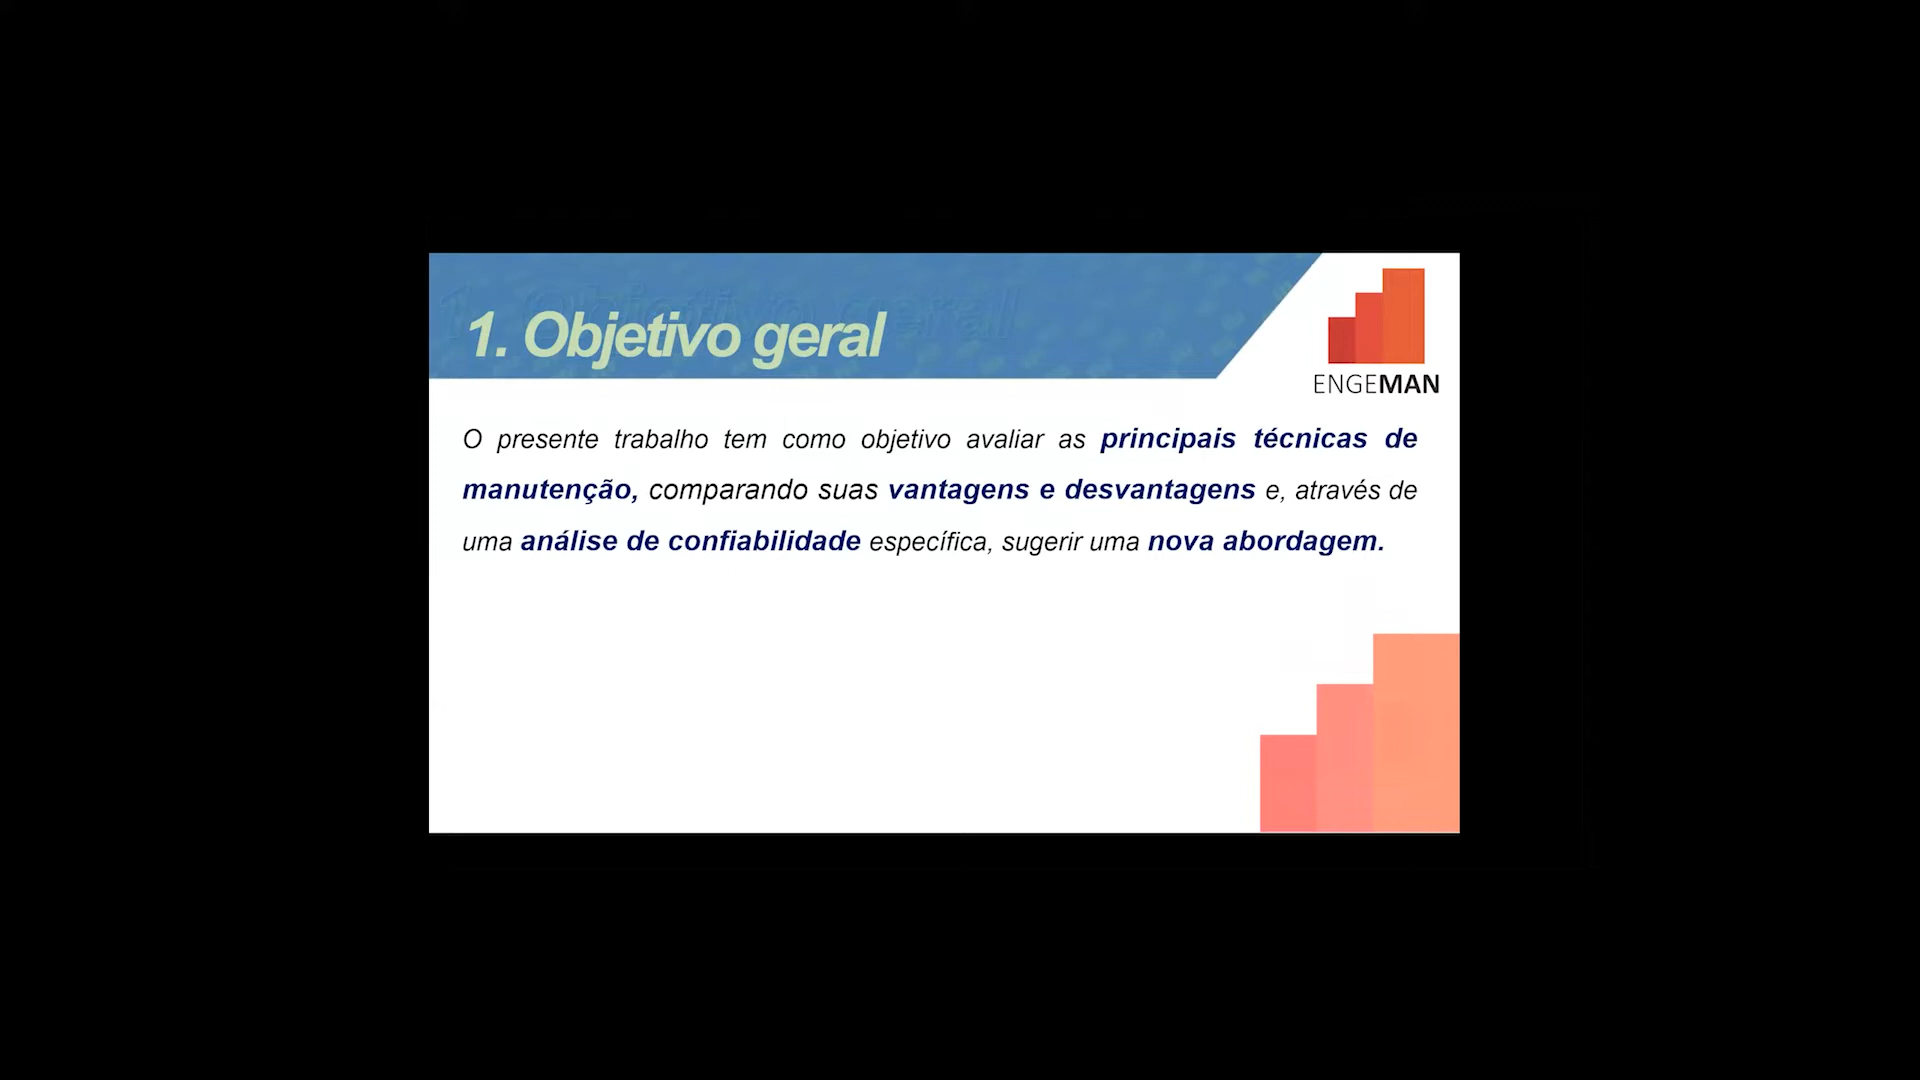 1. Objetivo geral
ENGEMAN
O presente trabalho tem como objetivo avaliar as principais técnicas de
manutenção, comparando suas vantagens e desvantagens e, através de
uma análise de confiabilidade específica, sugerir uma nova abordagem.